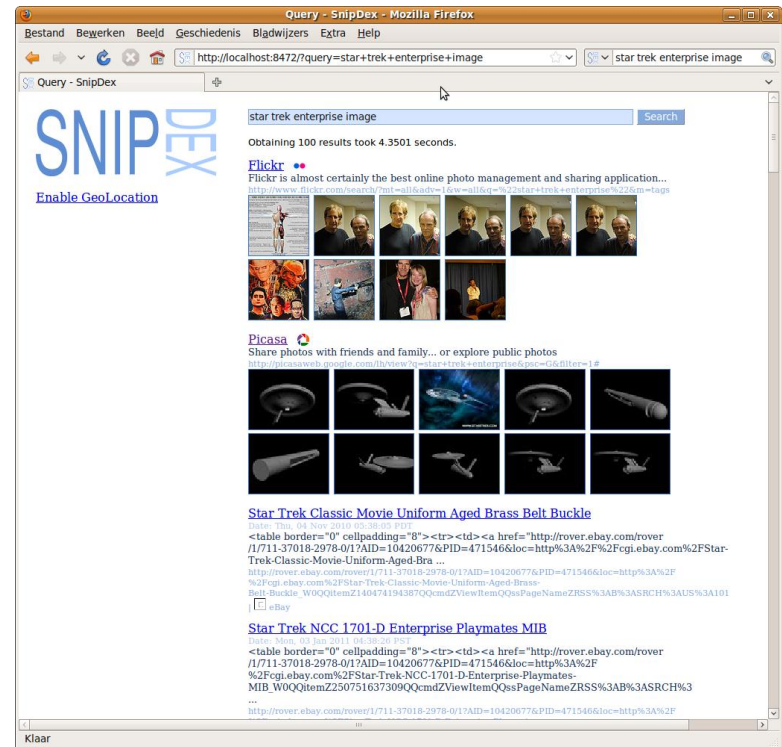 Query - SnipDex - Mozilla Firefox
Bestand Bewerken Beeld Geschiedenis Bladwijzers Extra Help
http://localhost:8472/?query=star+trek+enterprise+image star trek enterprise image
Query - SnipDex
SNIP DEX
Enable GeoLocation
star trek enterprise image Search
Obtaining 100 results took 4.3501 seconds.
Flickr
Flickr is almost certainly the best online photo management and sharing application...
http://www.flickr.com/search/?mt=all&adv=1&w=all&q=%22star+trek+enterprise%22&m=tags
Picasa
Share photos with friends and family... or explore public photos
http://picasaweb.google.com/lh/view?q=star+trek+enterprise&psc=G&filter=1#
WWW.STARTREK.COM
Star Trek Classic Movie Uniform Aged Brass Belt Buckle
Date: Thu, 04 Nov 2010 05:38:05 PDT
<table border="0" cellpadding="8"><tr><td><a href="http://rover.ebay.com/rover
/1/711-37018-2978-0/1?AID=10420677&PID=471546&loc=http%3A%2F%2Fcgi.ebay.com%2FStar-
Trek-Classic-Movie-Uniform-Aged-Bra ...
http://rover.ebay.com/rover/1/711-37018-2978-0/1?AID=10420677&PID=471546&loc=http%3A%2F
%2Fcgi.ebay.com%2FStar-Trek-Classic-Movie-Uniform-Aged-Brass-
Belt-Buckle_W0QQitemZ140474194387QQcmdZViewItemQQssPageNameZRSS%3AB%3ASRCH%3AUS%3A101
| eBay
Star Trek NCC 1701-D Enterprise Playmates MIB
Date: Mon, 03 Jan 2011 04:38:26 PST
<table border="0" cellpadding="8"><tr><td><a href="http://rover.ebay.com/rover
/1/711-37018-2978-0/1?AID=10420677&PID=471546&loc=http%3A%2F
%2Fcgi.ebay.com%2FStar-Trek-NCC-1701-D-Enterprise-Playmates-
MIB_W0QQitemZ250751637309QQcmdZViewItemQQssPageNameZRSS%3AB%3ASRCH%3
...
http://rover.ebay.com/rover/1/711-37018-2978-0/1?AID=10420677&PID=471546&loc=http%3A%2F
Klaar